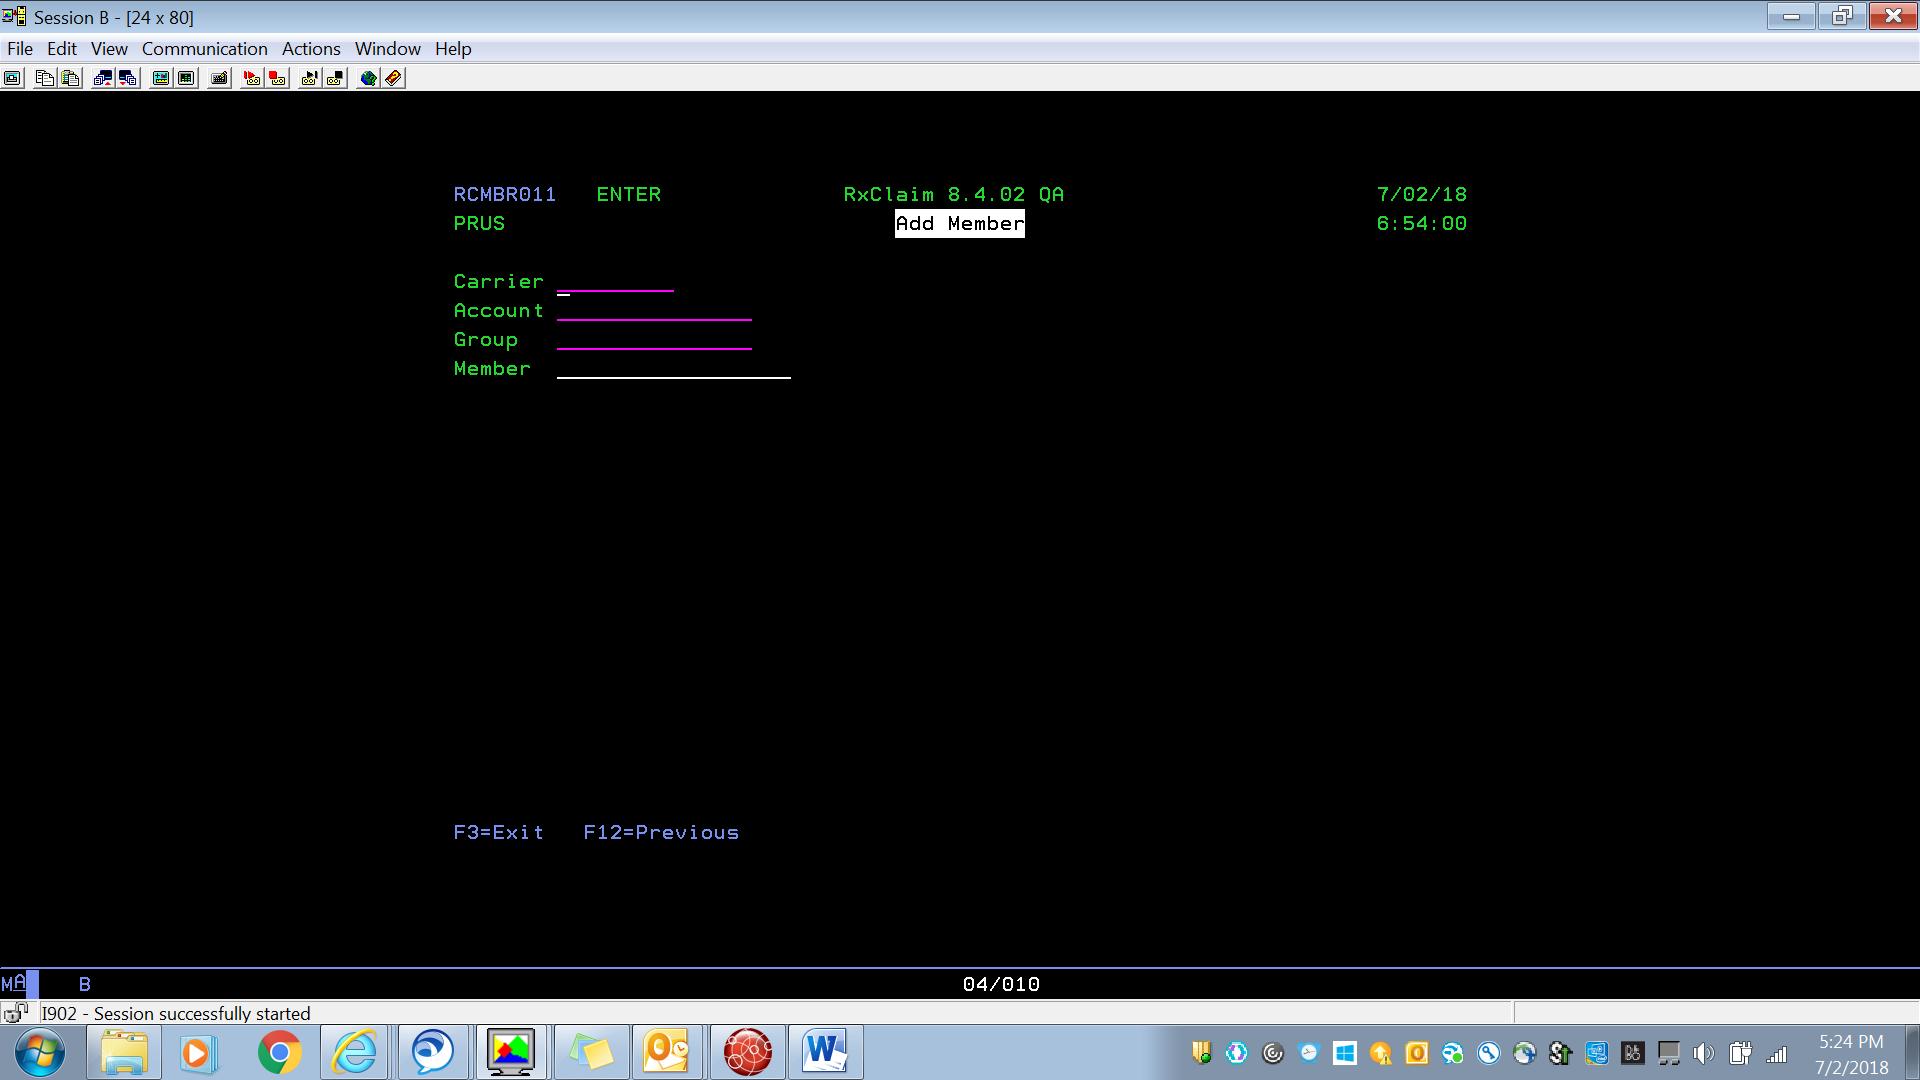 Session B - [24 x 80]
File Edit View Communication Actions Window Help
RCMBR011 ENTER RxClaim 8.4.02 QA 7/02/18
PRUS Add Member 6:54:00
Carrier
Account
Group
Member
F3=Exit F12=Previous
MA B 04/010
I902 - Session successfully started
5:24 PM
7/2/2018